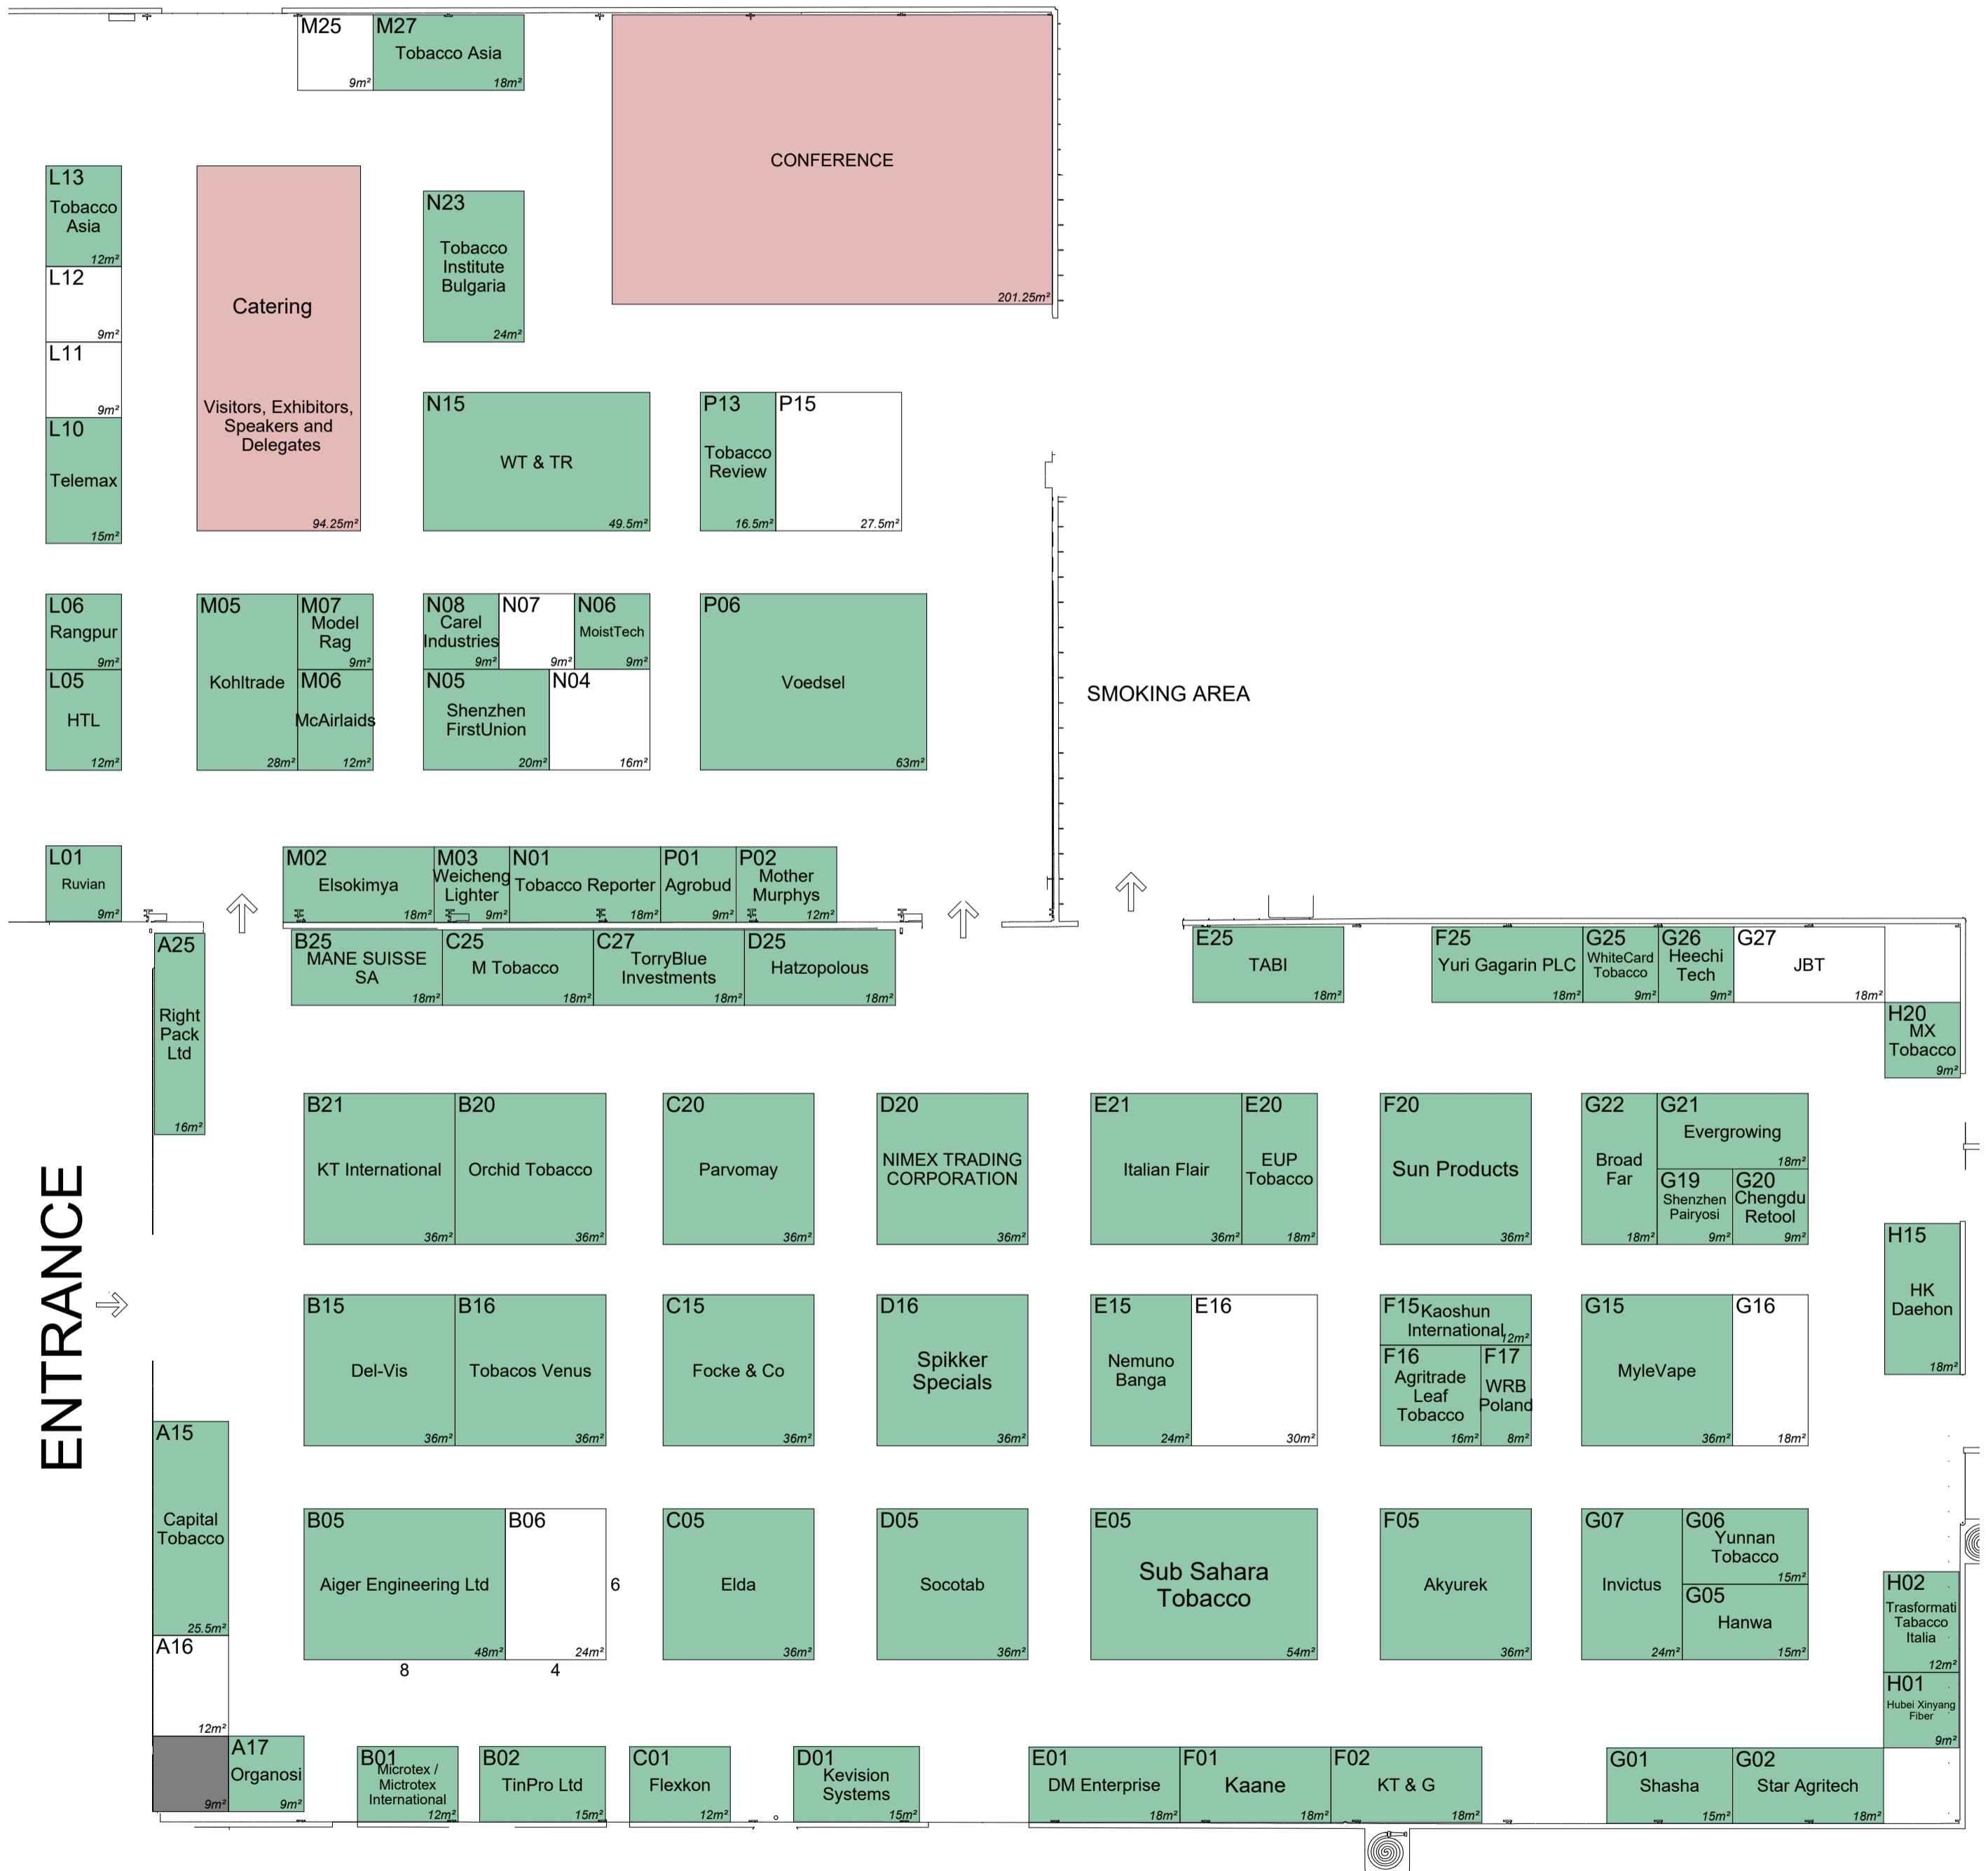 M25
9m²
M27
Tobacco Asia
18m²
CONFERENCE
201.25m²
L13
Tobacco
Asia
12m²
L12
9m²
L11
9m²
L10
Telemax
15m²
Catering
Visitors, Exhibitors,
Speakers and
Delegates
94.25m²
N23
Tobacco
Institute
Bulgaria
24m²
N15
WT & TR
49.5m²
P13
Tobacco
Review
16.5m²
P15
27.5m²
L06
Rangpur
9m²
L05
HTL
12m²
M05
Kohltrade
28m²
M07
Model
Rag
9m²
M06
McAirlaids
12m²
N08
Carel
Industries
9m²
N07
9m²
N06
MoistTech
9m²
N05
Shenzhen
FirstUnion
20m²
N04
16m²
P06
Voedsel
63m²
SMOKING AREA
L01
Ruvian
9m²
M02
Elsokimya
18m²
M03
Weicheng
Lighter
9m²
N01
Tobacco Reporter
18m²
P01
Agrobud
9m²
P02
Mother
Murphys
12m²
A25
Right
Pack
Ltd
16m²
B25
MANE SUISSE
SA
18m²
C25
M Tobacco
18m²
C27
TorryBlue
Investments
18m²
D25
Hatzopolous
18m²
E25
TABI
18m²
F25
Yuri Gagarin PLC
18m²
G25
WhiteCard
Tobacco
9m²
G26
Heechi
Tech
9m²
G27
JBT
18m²
H20
MX
Tobacco
9m²
B21
KT International
36m²
B20
Orchid Tobacco
36m²
C20
Parvomay
36m²
D20
NIMEX TRADING
CORPORATION
36m²
E21
Italian Flair
36m²
E20
EUP
Tobacco
18m²
F20
Sun Products
36m²
G22
Broad
Far
18m²
G21
Evergrowing
18m²
G19
Shenzhen
Pairyosi
9m²
G20
Chengdu
Retool
9m²
H15
HK
Daehon
18m²
ENTRANCE
B15
Del-Vis
36m²
B16
Tobacos Venus
36m²
C15
Focke & Co
36m²
D16
Spikker
Specials
36m²
E15
Nemuno
Banga
24m²
E16
30m²
F15
Kaoshun
International
12m²
F16
Agritrade
Leaf
Tobacco
16m²
F17
WRB
Poland
8m²
G15
MyleVape
36m²
G16
18m²
A15
Capital
Tobacco
25.5m²
A16
12m²
9m²
A17
Organosi
9m²
B05
Aiger Engineering Ltd
48m²
8
B06
24m²
6
4
C05
Elda
36m²
D05
Socotab
36m²
E05
Sub Sahara
Tobacco
54m²
F05
Akyurek
36m²
G07
Invictus
24m²
G06
Yunnan
Tobacco
15m²
G05
Hanwa
15m²
H02
Trasformati
Tabacco
Italia
12m²
H01
Hubei Xinyang
Fiber
9m²
B01
Microtex /
Mictrotex
International
12m²
B02
TinPro Ltd
15m²
C01
Flexkon
12m²
D01
Kevision
Systems
15m²
E01
DM Enterprise
18m²
F01
Kaane
18m²
F02
KT & G
18m²
G01
Shasha
15m²
G02
Star Agritech
18m²